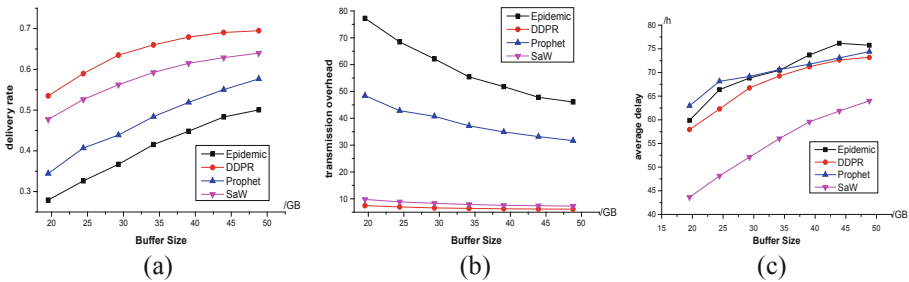 delivery rate
0.7
0.6
0.5
0.4
0.3
20 25 30 35 40 45 50
/GB
Buffer Size
Epidemic
DDPR
Prophet
SaW
(a)
transmission overhead
80
70
60
50
40
30
20
10
20 25 30 35 40 45 50
/GB
Buffer Size
Epidemic
DDPR
Prophet
SaW
(b)
average delay
/h
80
75
70
65
60
55
50
45
40
15 20 25 30 35 40 45 50
/GB
Buffer Size
Epidemic
DDPR
Prophet
SaW
(c)